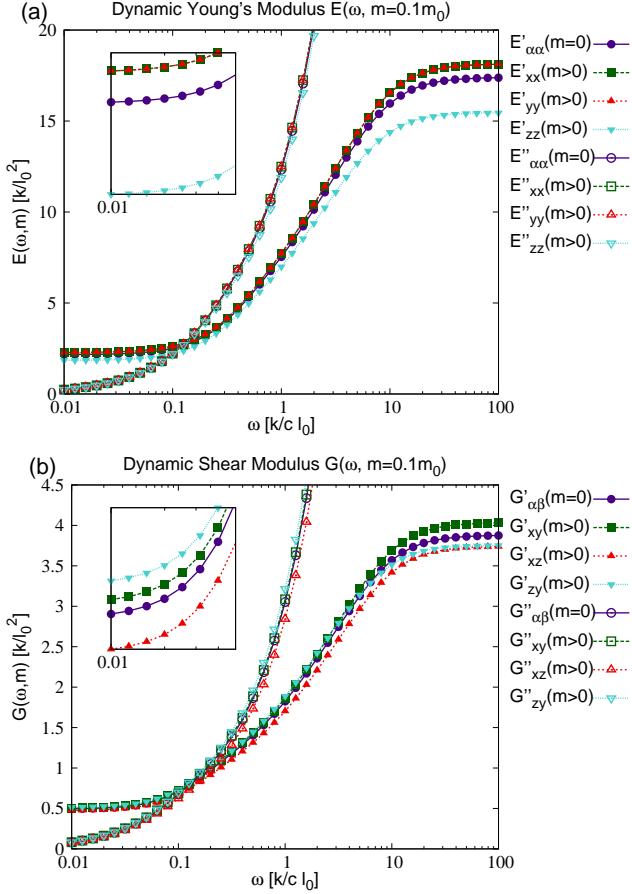 (a)
Dynamic Young's Modulus E(ω, m=0.1m₀)
E(ω,m) [k/l₀²]
20
15
10
5
0
0.01
0.01
0.1
1
10
100
ω [k/c l₀]
E'αα(m=0)
E'xx(m>0)
E'yy(m>0)
E'zz(m>0)
E''αα(m=0)
E''xx(m>0)
E''yy(m>0)
E''zz(m>0)
(b)
Dynamic Shear Modulus G(ω, m=0.1m₀)
G(ω,m) [k/l₀²]
4.5
4
3.5
3
2.5
2
1.5
1
0.5
0
0.01
0.01
0.1
1
10
100
ω [k/c l₀]
G'αβ(m=0)
G'xy(m>0)
G'xz(m>0)
G'zy(m>0)
G''αβ(m=0)
G''xy(m>0)
G''xz(m>0)
G''zy(m>0)